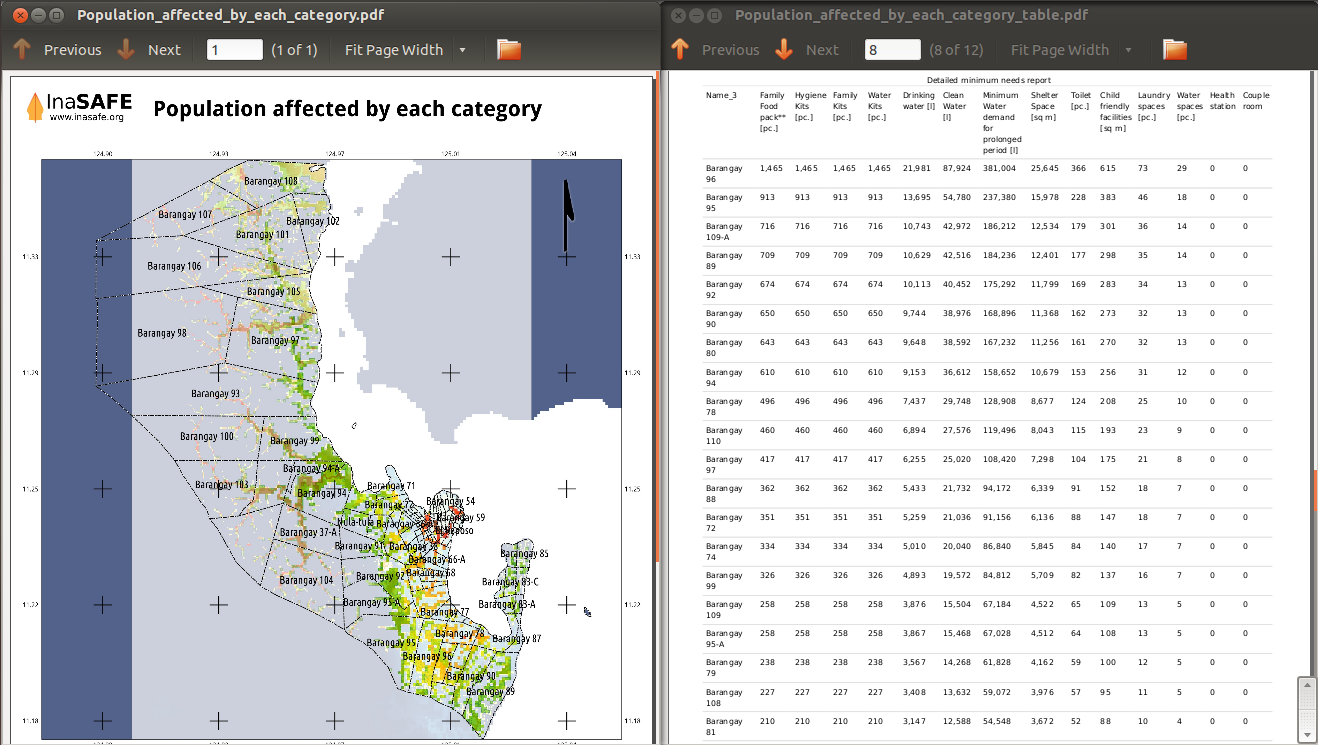 Population_affected_by_each_category.pdf
Previous Next 1 (1 of 1) Fit Page Width
InaSAFE
www.inasafe.org
Population affected by each category
124.90 124.93 124.97 125.01 125.04
Barangay 108
Barangay 107
Barangay 102
Barangay 101
11.33 11.33
Barangay 106
Barangay 105
Barangay 98
Barangay 97
11.29 11.29
Barangay 93
Barangay 100
Barangay 99
Barangay 94-A
Barangay 103
Barangay 71
11.25 11.25
Barangay 94
Barangay 54
Barangay 59
Nula-tula
Barangay 37-A
Barangay 91
Barangay 85
Barangay 66-A
Barangay 68
Barangay 92
Barangay 104
Barangay 83-C
Barangay 95-A
Barangay 83-A
11.22 11.22
Barangay 77
Barangay 78
Barangay 87
Barangay 95
Barangay 96
Barangay 90
Barangay 89
11.18 11.18
Population_affected_by_each_category_table.pdf
Previous Next 8 (8 of 12) Fit Page Width
Detailed minimum needs report
Name_3 Family Hygiene Family Water Drinking Clean Minimum Shelter Toilet Child Laundry Water Health Couple
Food Kits Kits Kits water [l] Water Water Space [pc.] friendly spaces spaces station room
pack** [pc.] [pc.] [pc.] [l] demand [sq m] facilities [pc.] [pc.]
[pc.] for [sq m]
prolonged
period [l]
Barangay 1,465 1,465 1,465 1,465 21,981 87,924 381,004 25,645 366 615 73 29 0 0
96
Barangay 913 913 913 913 13,695 54,780 237,380 15,978 228 383 46 18 0 0
95
Barangay 716 716 716 716 10,743 42,972 186,212 12,534 179 301 36 14 0 0
109-A
Barangay 709 709 709 709 10,629 42,516 184,236 12,401 177 298 35 14 0 0
89
Barangay 674 674 674 674 10,113 40,452 175,292 11,799 169 283 34 13 0 0
92
Barangay 650 650 650 650 9,744 38,976 168,896 11,368 162 273 32 13 0 0
90
Barangay 643 643 643 643 9,648 38,592 167,232 11,256 161 270 32 13 0 0
80
Barangay 610 610 610 610 9,153 36,612 158,652 10,679 153 256 31 12 0 0
94
Barangay 496 496 496 496 7,437 29,748 128,908 8,677 124 208 25 10 0 0
78
Barangay 460 460 460 460 6,894 27,576 119,496 8,043 115 193 23 9 0 0
110
Barangay 417 417 417 417 6,255 25,020 108,420 7,298 104 175 21 8 0 0
97
Barangay 362 362 362 362 5,433 21,732 94,172 6,339 91 152 18 7 0 0
88
Barangay 351 351 351 351 5,259 21,036 91,156 6,136 88 147 18 7 0 0
72
Barangay 334 334 334 334 5,010 20,040 86,840 5,845 84 140 17 7 0 0
74
Barangay 326 326 326 326 4,893 19,572 84,812 5,709 82 137 16 7 0 0
99
Barangay 258 258 258 258 3,876 15,504 67,184 4,522 65 109 13 5 0 0
109
Barangay 258 258 258 258 3,867 15,468 67,028 4,512 64 108 13 5 0 0
95-A
Barangay 238 238 238 238 3,567 14,268 61,828 4,162 59 100 12 5 0 0
79
Barangay 227 227 227 227 3,408 13,632 59,072 3,976 57 95 11 5 0 0
108
Barangay 210 210 210 210 3,147 12,588 54,548 3,672 52 88 10 4 0 0
81